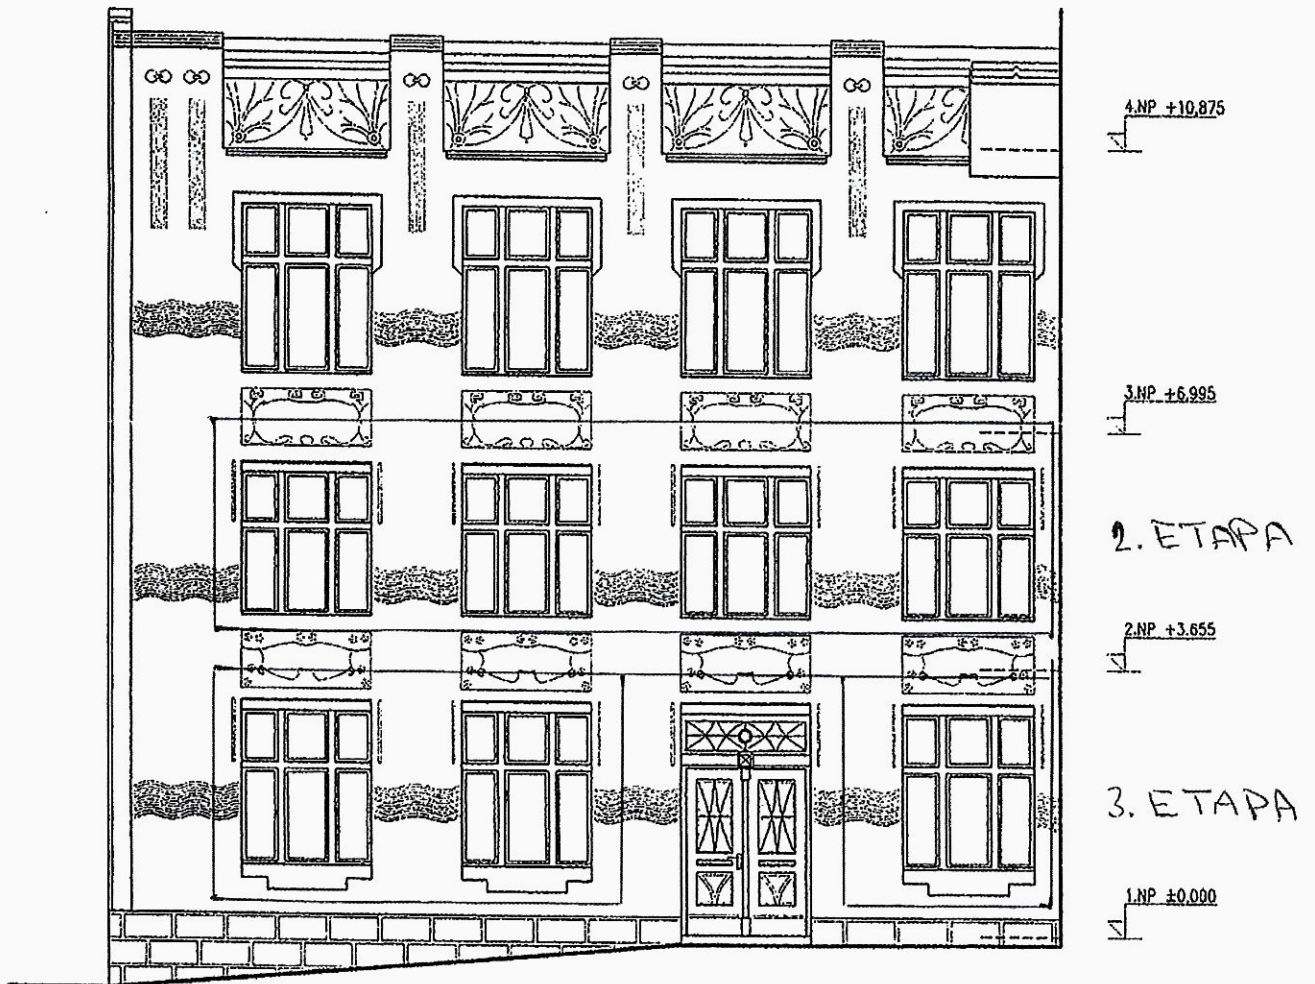 4.NP +10,875
3.NP +6.995
2. ETAPA
2.NP +3.655
3. ETAPA
1.NP ±0,000